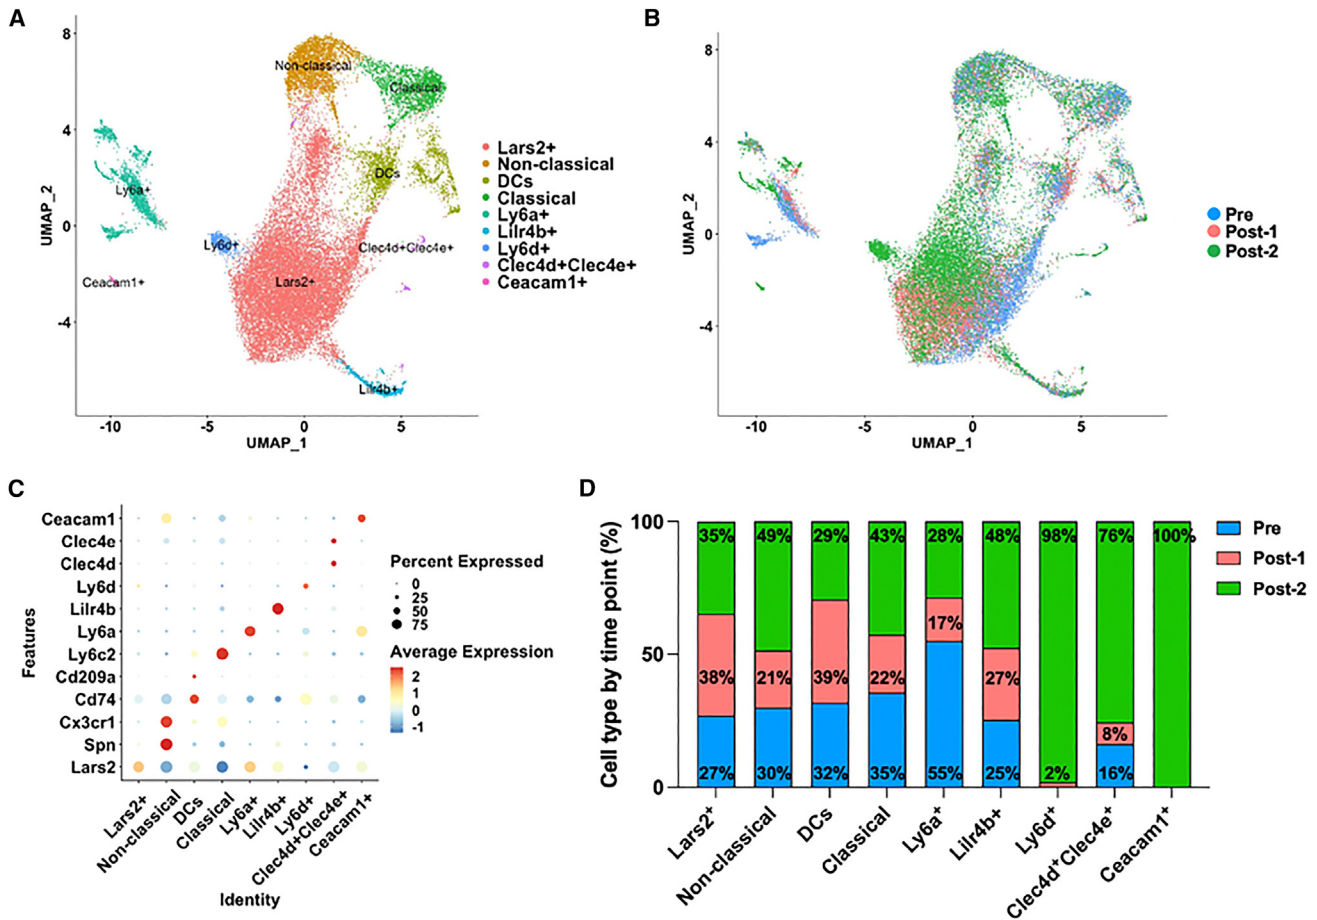 A
8
4
0
-4
UMAP_2
-10
-5
0
5
UMAP_1
Non-classical
Classical
DCs
Ly6a+
Ly6d+
Clec4d+Clec4e+
Ceacam1+
Lars2+
Lilr4b+
Lars2+
Non-classical
DCs
Classical
Ly6a+
Lilr4b+
Ly6d+
Clec4d+Clec4e+
Ceacam1+
B
8
4
0
-4
UMAP_2
-10
-5
0
5
UMAP_1
Pre
Post-1
Post-2
C
Features
Ceacam1
Clec4e
Clec4d
Ly6d
Lilr4b
Ly6a
Ly6c2
Cd209a
Cd74
Cx3cr1
Spn
Lars2
Lars2+
Non-classical
DCs
Classical
Ly6a+
Lilr4b+
Ly6d+
Clec4d+Clec4e+
Ceacam1+
Identity
Percent Expressed
0
25
50
75
Average Expression
2
1
0
-1
D
Cell type by time point (%)
100
50
0
35% 49% 29% 43% 28% 48% 98% 76% 100%
38% 21% 39% 22% 17% 27% 2% 8%
27% 30% 32% 35% 55% 25% 16%
Lars2+
Non-classical
DCs
Classical
Ly6a+
Lilr4b+
Ly6d+
Clec4d+Clec4e+
Ceacam1+
Pre
Post-1
Post-2